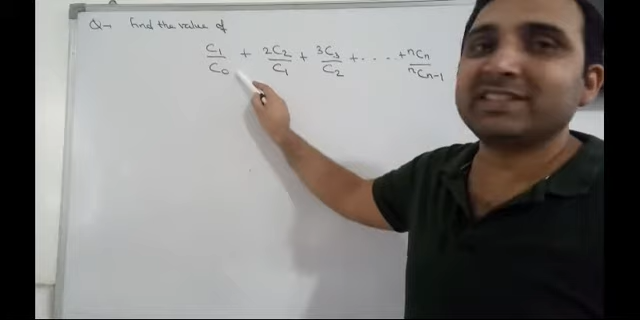 Q→ Find the value of
C₁/C₀ + 2C₂/C₁ + 3C₃/C₂ + .... + ⁿCₙ/ⁿCₙ₋₁